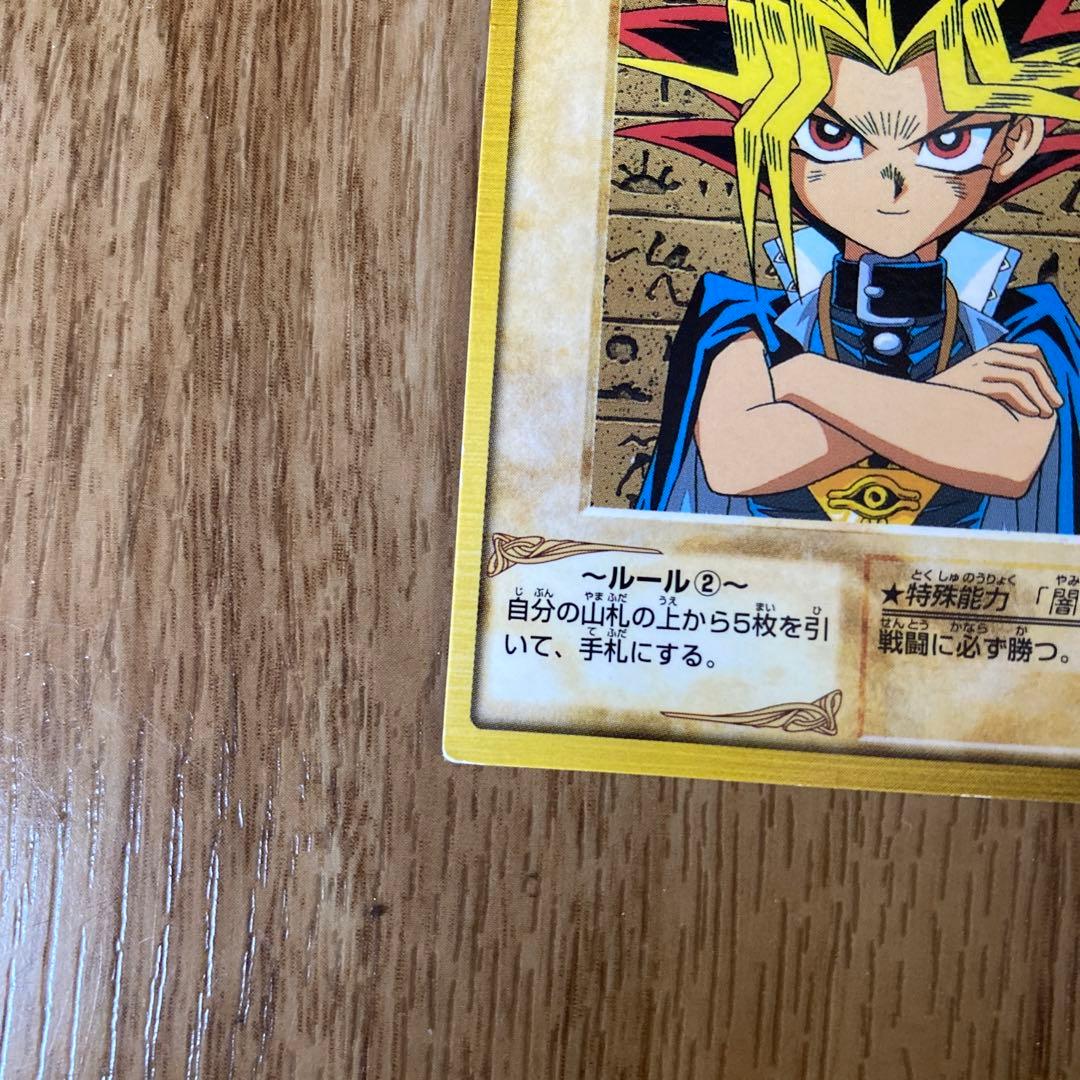 ～ルール②～
自分の山札の上から5枚を引
いて、手札にする。
★特殊能力 「闇
戦闘に必ず勝つ。